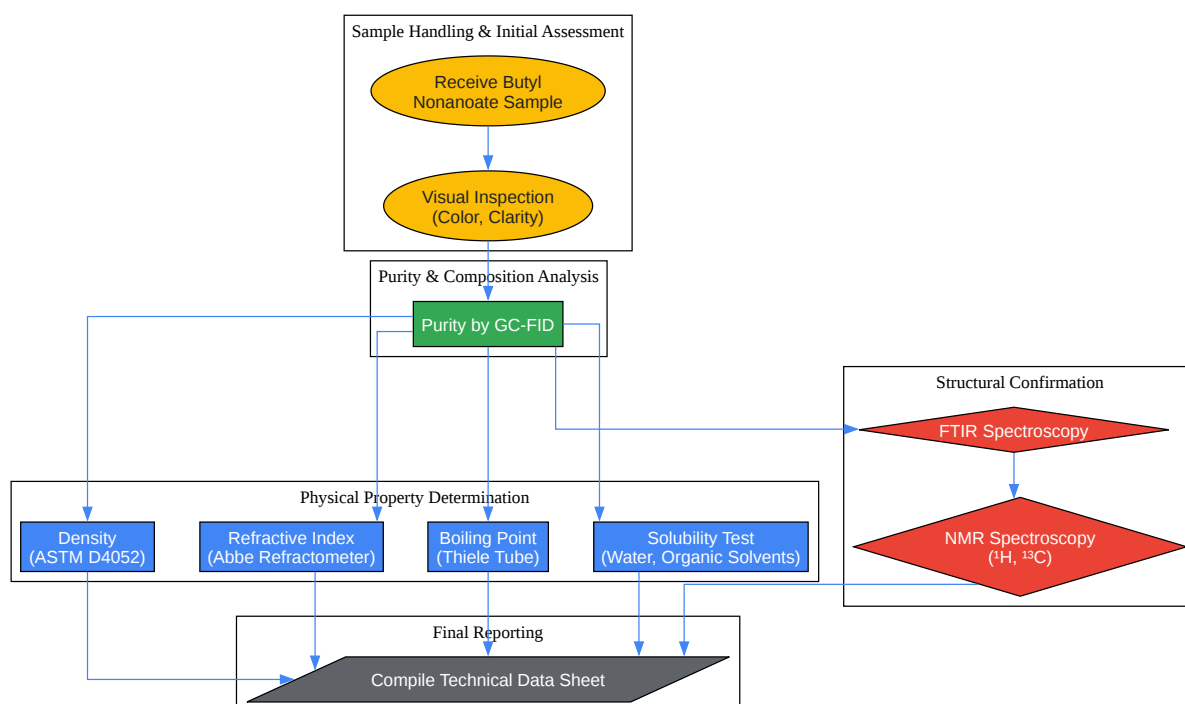 Sample Handling & Initial Assessment
Receive Butyl
Nonanoate Sample
Visual Inspection
(Color, Clarity)
Purity & Composition Analysis
Purity by GC-FID
Structural Confirmation
FTIR Spectroscopy
NMR Spectroscopy
(¹H, ¹³C)
Physical Property Determination
Density
(ASTM D4052)
Refractive Index
(Abbe Refractometer)
Boiling Point
(Thiele Tube)
Solubility Test
(Water, Organic Solvents)
Final Reporting
Compile Technical Data Sheet